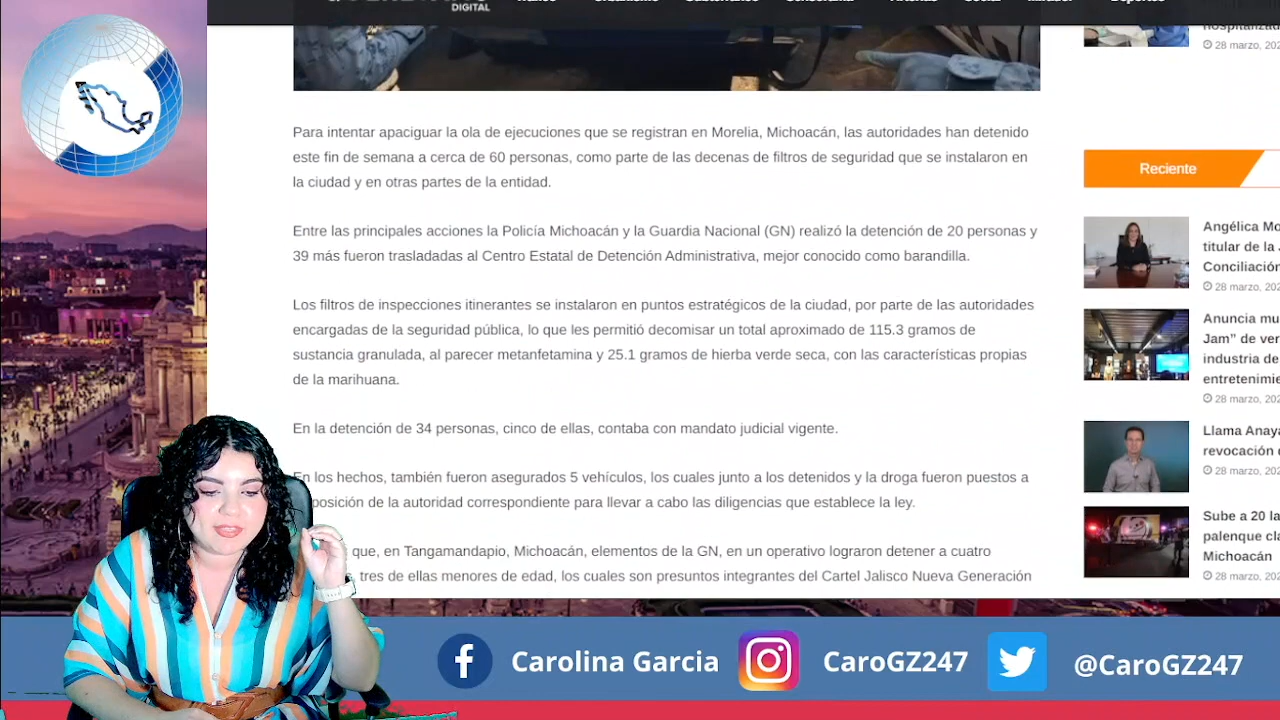 DIGITAL
Para intentar apaciguar la ola de ejecuciones que se registran en Morelia, Michoacán, las autoridades han detenido
este fin de semana a cerca de 60 personas, como parte de las decenas de filtros de seguridad que se instalaron en
la ciudad y en otras partes de la entidad.
Entre las principales acciones la Policía Michoacán y la Guardia Nacional (GN) realizó la detención de 20 personas y
39 más fueron trasladadas al Centro Estatal de Detención Administrativa, mejor conocido como barandilla.
Los filtros de inspecciones itinerantes se instalaron en puntos estratégicos de la ciudad, por parte de las autoridades
encargadas de la seguridad pública, lo que les permitió decomisar un total aproximado de 115.3 gramos de
sustancia granulada, al parecer metanfetamina y 25.1 gramos de hierba verde seca, con las características propias
de la marihuana.
En la detención de 34 personas, cinco de ellas, contaba con mandato judicial vigente.
En los hechos, también fueron asegurados 5 vehículos, los cuales junto a los detenidos y la droga fueron puestos a
posición de la autoridad correspondiente para llevar a cabo las diligencias que establece la ley.
que, en Tangamandapio, Michoacán, elementos de la GN, en un operativo lograron detener a cuatro
tres de ellas menores de edad, los cuales son presuntos integrantes del Cartel Jalisco Nueva Generación
28 marzo, 202
Reciente
Angélica Mo
titular de la
Conciliación
28 marzo, 202
Anuncia mu
Jam" de ver
industria de
entretenimie
28 marzo, 202
Llama Anaya
revocación
28 marzo, 202
Sube a 20 la
palenque cla
Michoacán
28 marzo, 202
Carolina Garcia
CaroGZ247
@CaroGZ247